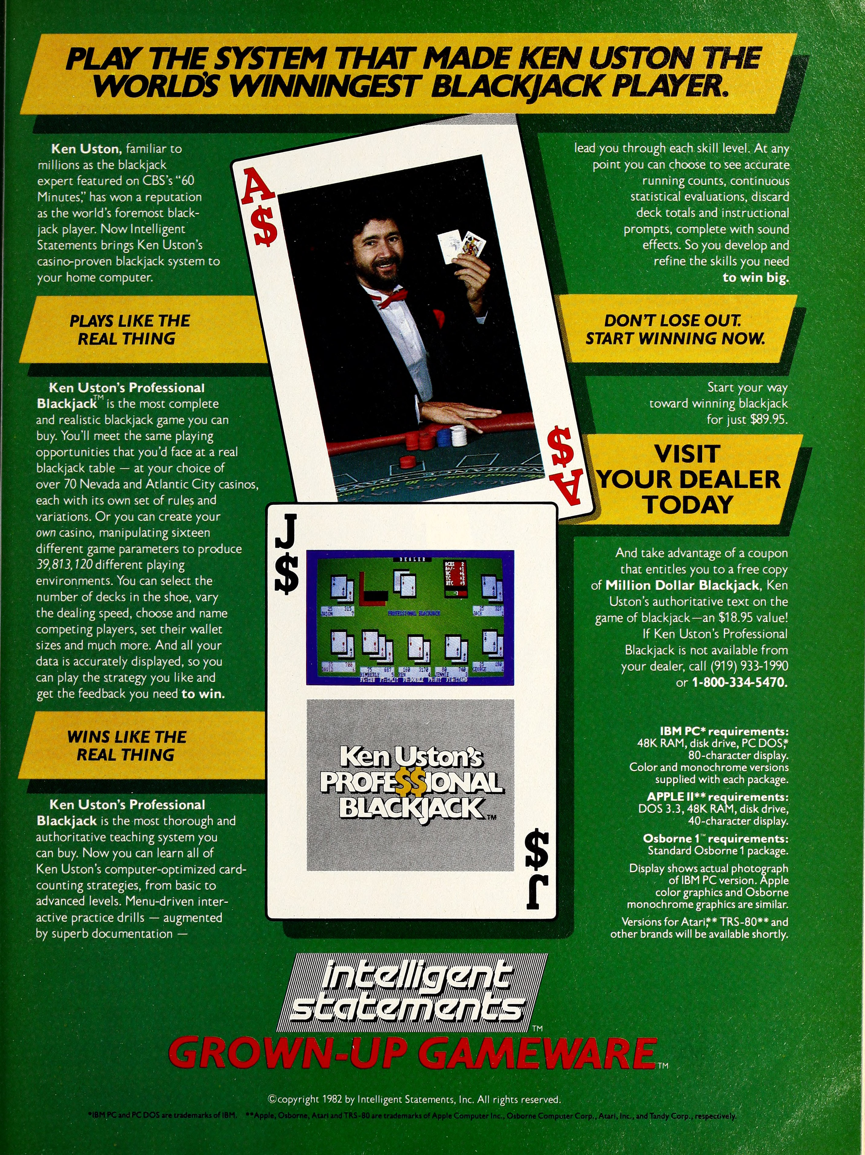 PLAY THE SYSTEM THAT MADE KEN USTON THE
WORLD'S WINNINGEST BLACKJACK PLAYER.
Ken Uston, familiar to
millions as the blackjack
expert featured on CBS's "60
Minutes," has won a reputation
as the world's foremost black-
jack player. Now Intelligent
Statements brings Ken Uston's
casino-proven blackjack system to
your home computer.
PLAYS LIKE THE
REAL THING
Ken Uston's Professional
Blackjack™ is the most complete
and realistic blackjack game you can
buy. You'll meet the same playing
opportunities that you'd face at a real
blackjack table — at your choice of
over 70 Nevada and Atlantic City casinos,
each with its own set of rules and
variations. Or you can create your
own casino, manipulating sixteen
different game parameters to produce
39,813,120 different playing
environments. You can select the
number of decks in the shoe, vary
the dealing speed, choose and name
competing players, set their wallet
sizes and much more. And all your
data is accurately displayed, so you
can play the strategy you like and
get the feedback you need to win.
WINS LIKE THE
REAL THING
Ken Uston's Professional
Blackjack is the most thorough and
authoritative teaching system you
can buy. Now you can learn all of
Ken Uston's computer-optimized card-
counting strategies, from basic to
advanced levels. Menu-driven inter-
active practice drills — augmented
by superb documentation —
A
$
A
$
J
$
DEALER
PROFESSIONAL BLACKJACK
Ken Uston's
PROFE$$IONAL
BLACKJACK™
J
$
lead you through each skill level. At any
point you can choose to see accurate
running counts, continuous
statistical evaluations, discard
deck totals and instructional
prompts, complete with sound
effects. So you develop and
refine the skills you need
to win big.
DON'T LOSE OUT.
START WINNING NOW.
Start your way
toward winning blackjack
for just $89.95.
VISIT
YOUR DEALER
TODAY
And take advantage of a coupon
that entitles you to a free copy
of Million Dollar Blackjack, Ken
Uston's authoritative text on the
game of blackjack—an $18.95 value!
If Ken Uston's Professional
Blackjack is not available from
your dealer, call (919) 933-1990
or 1-800-334-5470.
IBM PC* requirements:
48K RAM, disk drive, PC DOS,*
80-character display.
Color and monochrome versions
supplied with each package.
APPLE II** requirements:
DOS 3.3, 48K RAM, disk drive,
40-character display.
Osborne 1™ requirements:
Standard Osborne 1 package.
Display shows actual photograph
of IBM PC version. Apple
color graphics and Osborne
monochrome graphics are similar.
Versions for Atari,** TRS-80** and
other brands will be available shortly.
intelligent
statements™
GROWN-UP GAMEWARE™
©copyright 1982 by Intelligent Statements, Inc. All rights reserved.
*IBM PC and PC DOS are trademarks of IBM. **Apple, Osborne, Atari and TRS-80 are trademarks of Apple Computer Inc., Osborne Computer Corp., Atari, Inc., and Tandy Corp., respectively.